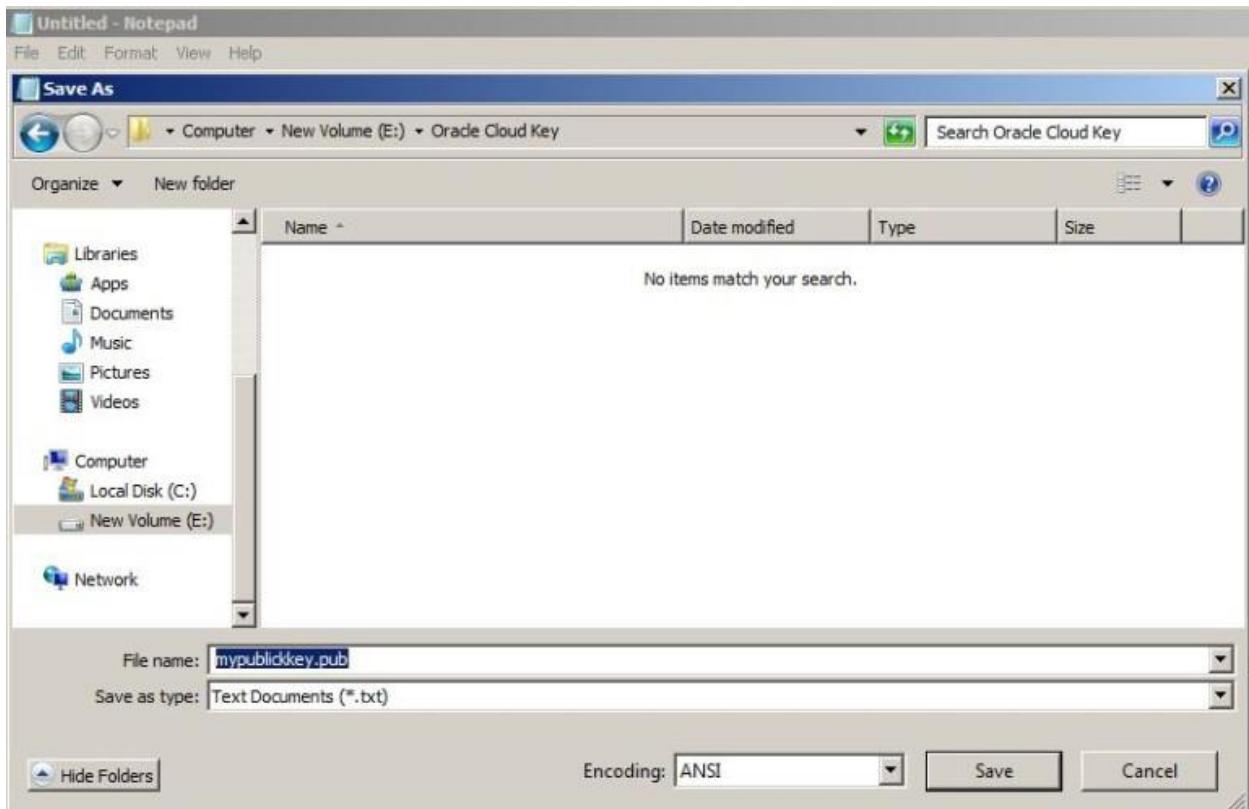 Untitled - Notepad
File Edit Format View Help
Save As
Computer New Volume (E:) Oracle Cloud Key
Search Oracle Cloud Key
Organize New folder
Name Date modified Type Size
No items match your search.
Libraries
Apps
Documents
Music
Pictures
Videos
Computer
Local Disk (C:)
New Volume (E:)
Network
File name: mypublickkey.pub
Save as type: Text Documents (*.txt)
Hide Folders Encoding: ANSI Save Cancel